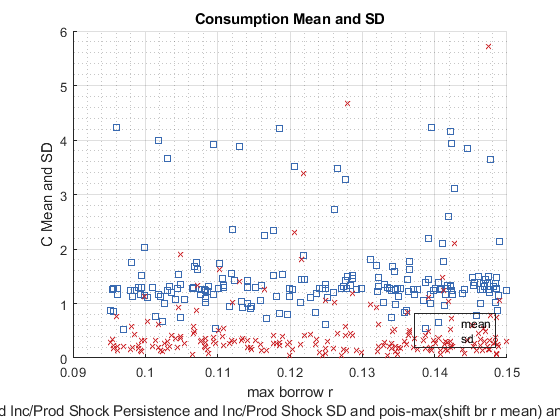 Consumption Mean and SD
6
5
4
3
2
1
0
C Mean and SD
mean
sd
0.09
0.1
0.11
0.12
0.13
0.14
0.15
max borrow r
d Inc/Prod Shock Persistence and Inc/Prod Shock SD and pois-max(shift br r mean) an